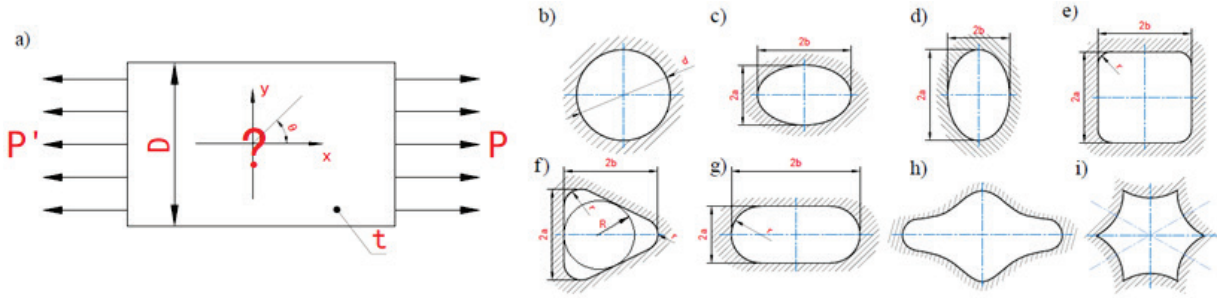 a)
P'
D
y
θ
?
x
P
t
b)
d
c)
2b
2a
d)
2b
2a
e)
2b
2a
r
f)
2b
2a
r
R
r
g)
2b
2a
r
h)
i)